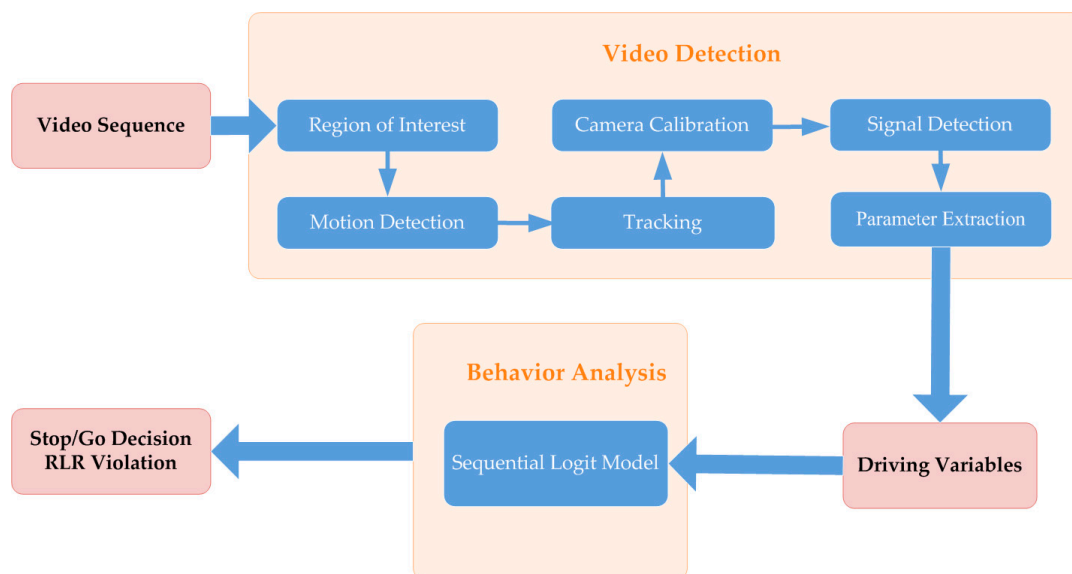 Video Detection
Video Sequence
Region of Interest
Camera Calibration
Signal Detection
Motion Detection
Tracking
Parameter Extraction
Behavior Analysis
Stop/Go Decision
RLR Violation
Sequential Logit Model
Driving Variables